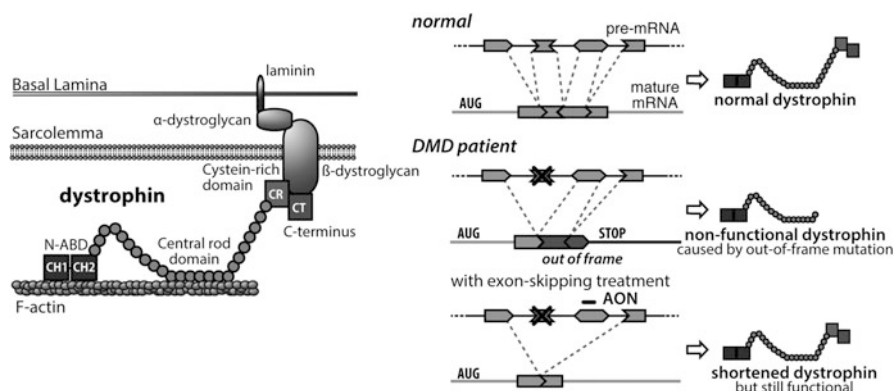 laminin
Basal Lamina
α-dystroglycan
Sarcolemma
Cystein-rich
domain
ß-dystroglycan
dystrophin
CR
CT
C-terminus
N-ABD
Central rod
domain
CH1 CH2
F-actin
normal
pre-mRNA
AUG
mature
mRNA
normal dystrophin
DMD patient
AUG
STOP
out of frame
non-functional dystrophin
caused by out-of-frame mutation
with exon-skipping treatment
AON
AUG
shortened dystrophin
but still functional